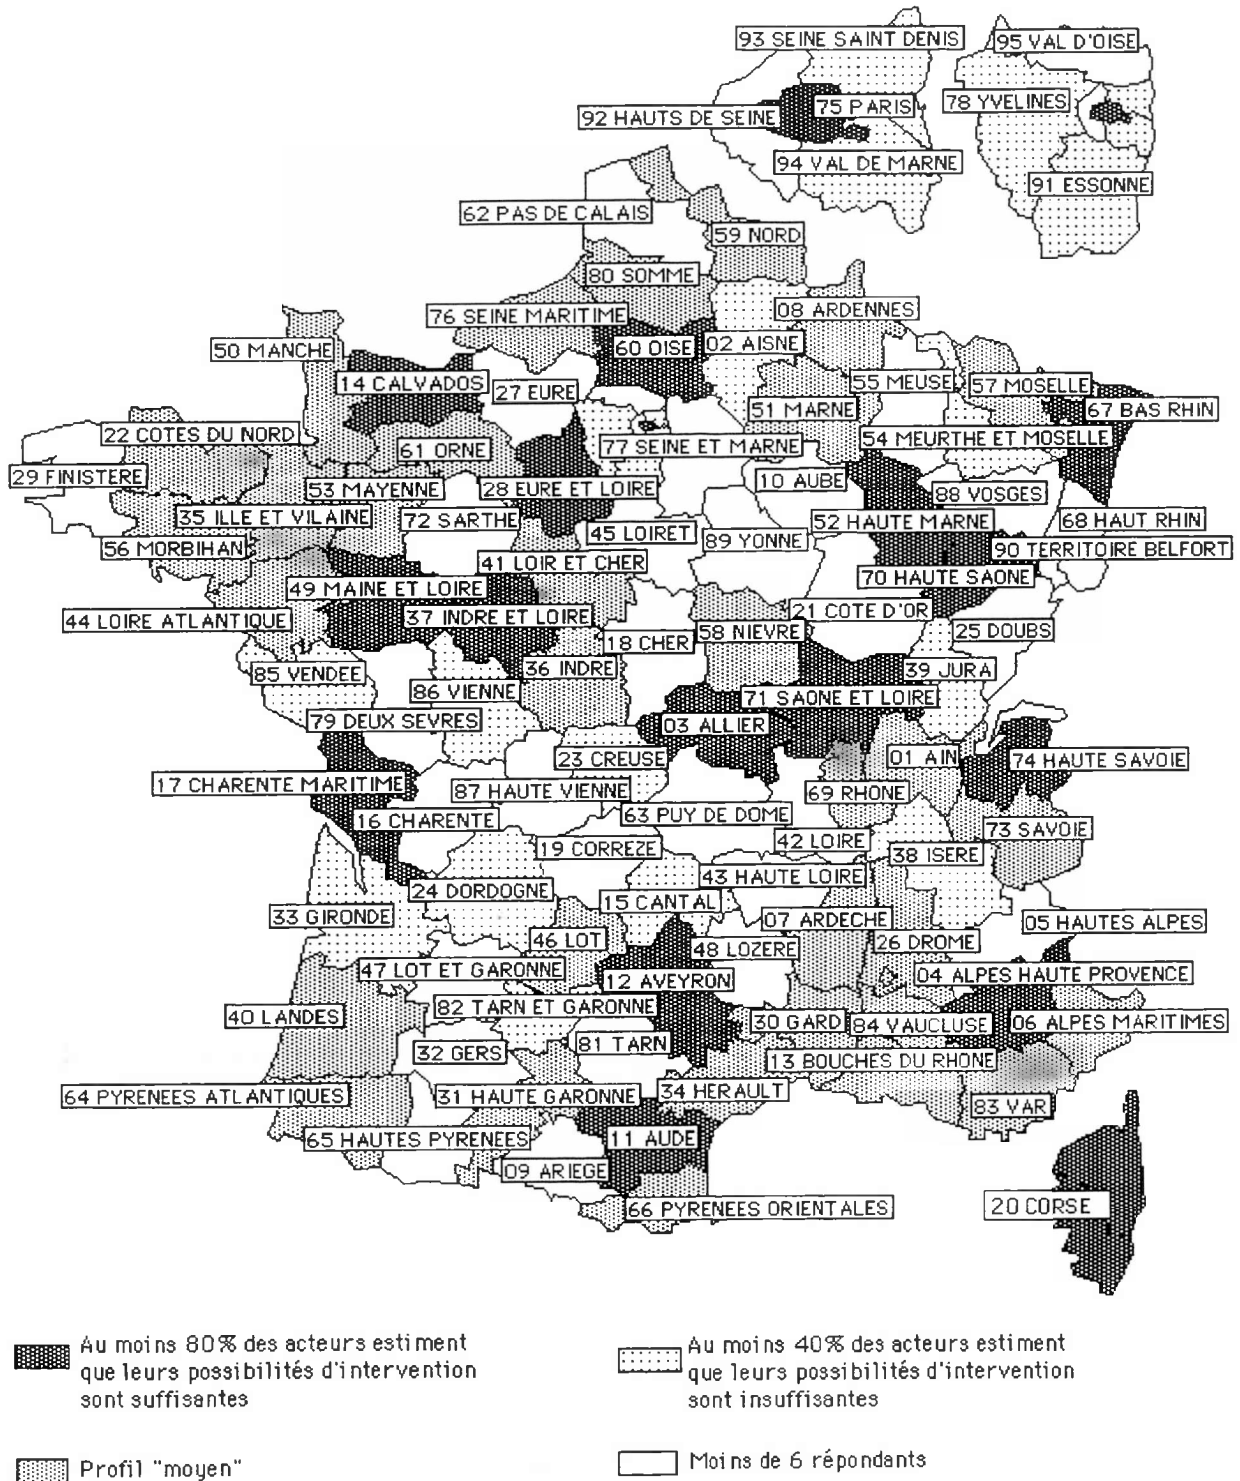 93 SEINE SAINT DENIS
95 VAL D'OISE
75 PARIS
78 YVELINES
92 HAUTS DE SEINE
94 VAL DE MARNE
91 ESSONNE
62 PAS DE CALAIS
59 NORD
80 SOMME
08 ARDENNES
76 SEINE MARITIME
60 OISE
02 AISNE
50 MANCHE
14 CALVADOS
27 EURE
55 MEUSE
57 MOSELLE
67 BAS RHIN
51 MARNE
22 COTES DU NORD
61 ORNE
77 SEINE ET MARNE
54 MEURTHE ET MOSELLE
29 FINISTERE
53 MAYENNE
28 EURE ET LOIRE
10 AUBE
88 VOSGES
35 ILLE ET VILAINE
72 SARTHE
45 LOIRET
52 HAUTE MARNE
68 HAUT RHIN
56 MORBIHAN
89 YONNE
90 TERRITOIRE BELFORT
41 LOIR ET CHER
70 HAUTE SAONE
49 MAINE ET LOIRE
44 LOIRE ATLANTIQUE
37 INDRE ET LOIRE
21 COTE D'OR
18 CHER
58 NIEVRE
25 DOUBS
85 VENDEE
86 VIENNE
36 INDRE
39 JURA
71 SAONE ET LOIRE
79 DEUX SEVRES
03 ALLIER
23 CREUSE
01 AIN
74 HAUTE SAVOIE
17 CHARENTE MARITIME
87 HAUTE VIENNE
69 RHONE
16 CHARENTE
63 PUY DE DOME
73 SAVOIE
19 CORREZE
42 LOIRE
38 ISERE
24 DORDOGNE
43 HAUTE LOIRE
15 CANTAL
33 GIRONDE
07 ARDECHE
05 HAUTES ALPES
46 LOT
48 LOZERE
26 DROME
47 LOT ET GARONNE
12 AVEYRON
04 ALPES HAUTE PROVENCE
82 TARN ET GARONNE
40 LANDES
30 GARD
84 VAUCLUSE
06 ALPES MARITIMES
32 GERS
81 TARN
13 BOUCHES DU RHONE
64 PYRENEES ATLANTIQUES
31 HAUTE GARONNE
34 HERAULT
83 VAR
65 HAUTES PYRENEES
11 AUDE
09 ARIEGE
66 PYRENEES ORIENTALES
20 CORSE
Au moins 80% des acteurs estiment
que leurs possibilités d'intervention
sont suffisantes
Au moins 40% des acteurs estiment
que leurs possibilités d'intervention
sont insuffisantes
Profil "moyen"
Moins de 6 répondants